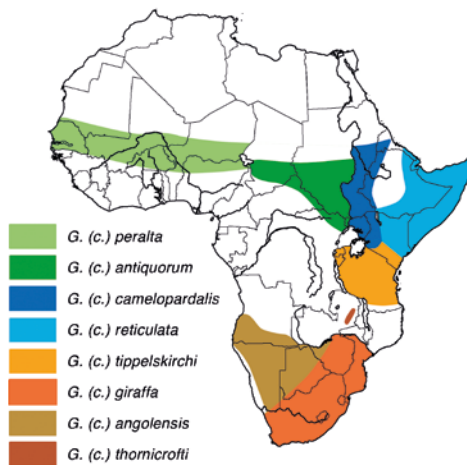 G. (c.) peralta
G. (c.) antiquorum
G. (c.) camelopardalis
G. (c.) reticulata
G. (c.) tippelskirchi
G. (c.) giraffa
G. (c.) angolensis
G. (c.) thornicrofti